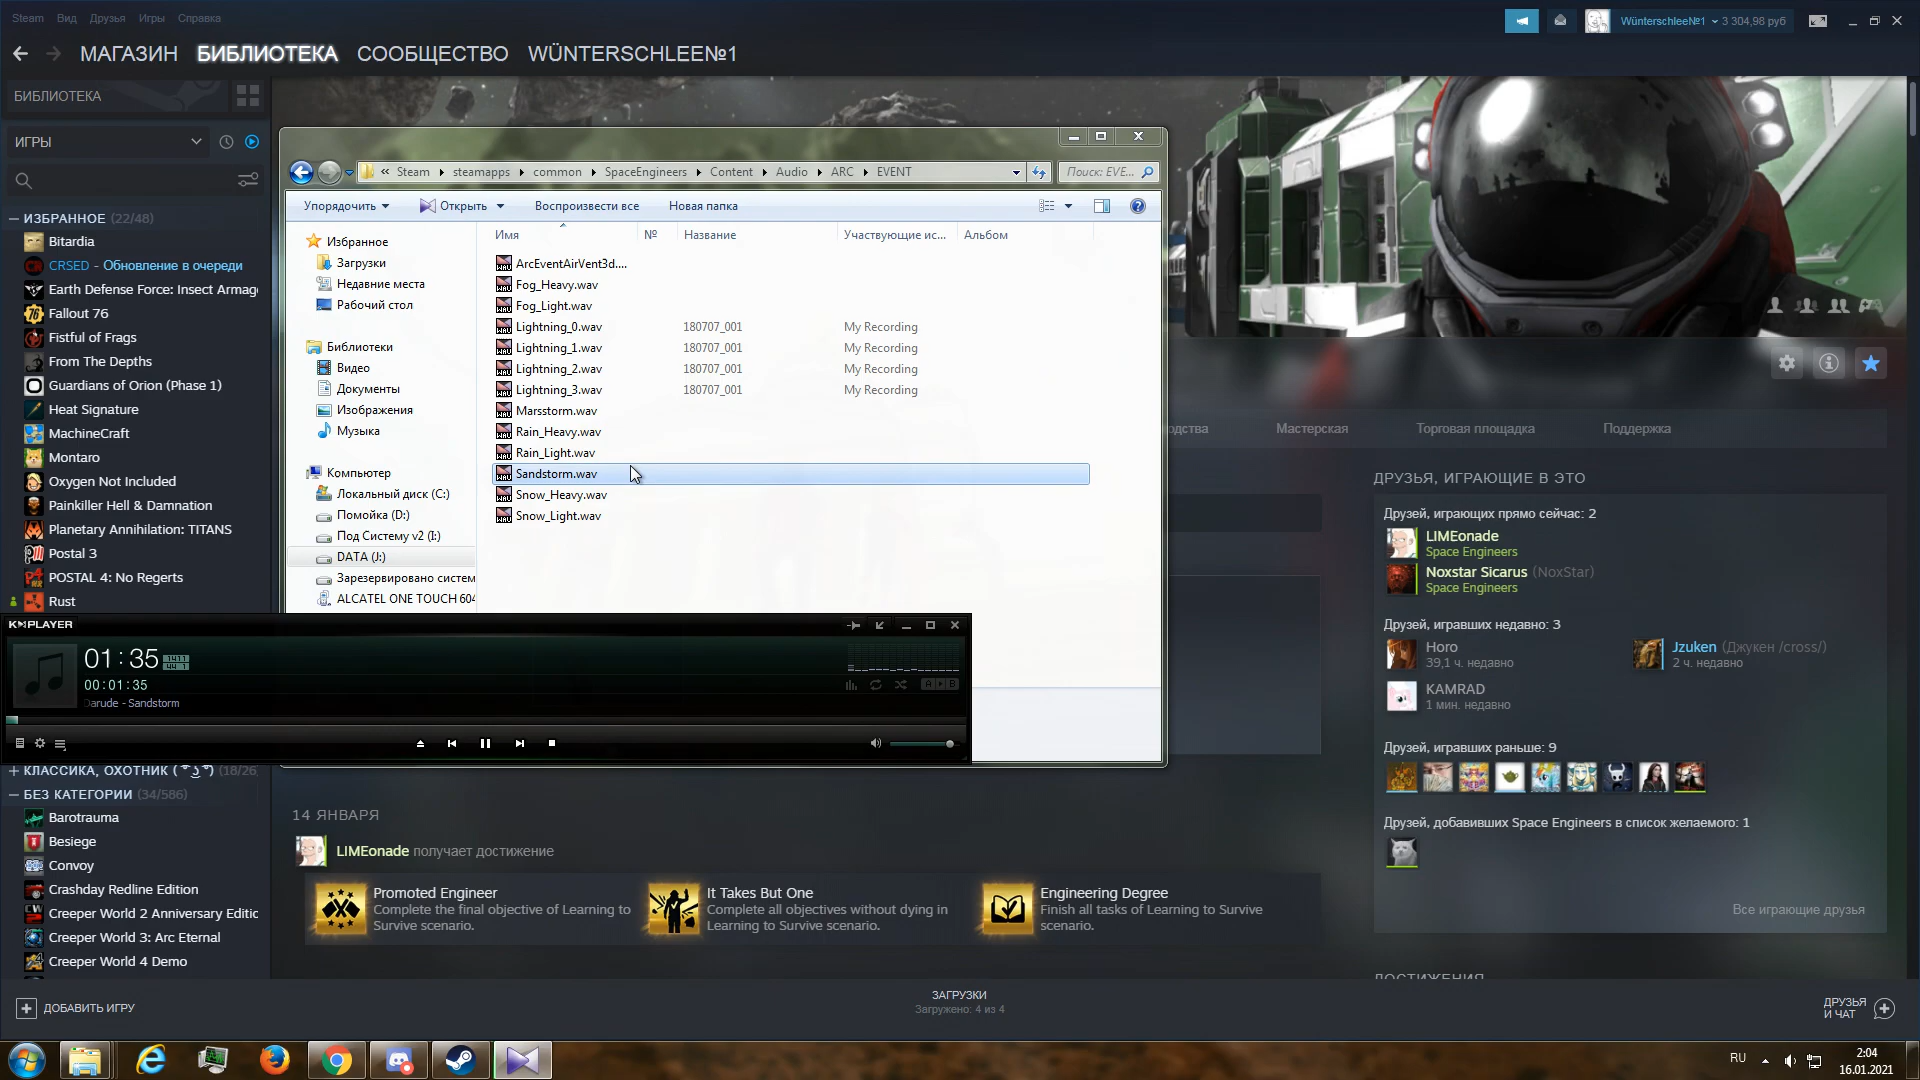 Steam Вид Друзья Игры Справка
Wünterschlee№1 3 304,98 руб
МАГАЗИН БИБЛИОТЕКА СООБЩЕСТВО WÜNTERSCHLEE№1
БИБЛИОТЕКА
ИГРЫ
ИЗБРАННОЕ (22/48)
Bitardia
CRSED - Обновление в очереди
Earth Defense Force: Insect Armag
Fallout 76
Fistful of Frags
From The Depths
Guardians of Orion (Phase 1)
Heat Signature
MachineCraft
Montaro
Oxygen Not Included
Painkiller Hell & Damnation
Planetary Annihilation: TITANS
Postal 3
POSTAL 4: No Regerts
Rust
« Steam steamapps common SpaceEngineers Content Audio ARC EVENT
Поиск: EVE...
Упорядочить Открыть Воспроизвести все Новая папка
Избранное
Загрузки
Недавние места
Рабочий стол
Библиотеки
Видео
Документы
Изображения
Музыка
Компьютер
Локальный диск (C:)
Помойка (D:)
Под Систему v2 (I:)
DATA (J:)
Зарезервировано систем
ALCATEL ONE TOUCH 604
Имя № Название Участвующие ис... Альбом
ArcEventAirVent3d....
Fog_Heavy.wav
Fog_Light.wav
Lightning_0.wav 180707_001 My Recording
Lightning_1.wav 180707_001 My Recording
Lightning_2.wav 180707_001 My Recording
Lightning_3.wav 180707_001 My Recording
Marsstorm.wav
Rain_Heavy.wav
Rain_Light.wav
Sandstorm.wav
Snow_Heavy.wav
Snow_Light.wav
одства Мастерская Торговая площадка Поддержка
KMPLAYER
01:35
00:01:35
Darude - Sandstorm
A B
КЛАССИКА, ОХОТНИК ( ͡° ͜ʖ ͡°) (18/26
БЕЗ КАТЕГОРИИ (34/586)
Barotrauma
Besiege
Convoy
Crashday Redline Edition
Creeper World 2 Anniversary Editic
Creeper World 3: Arc Eternal
Creeper World 4 Demo
14 ЯНВАРЯ
LIMEonade получает достижение
Promoted Engineer
Complete the final objective of Learning to
Survive scenario.
It Takes But One
Complete all objectives without dying in
Learning to Survive scenario.
Engineering Degree
Finish all tasks of Learning to Survive
scenario.
ДРУЗЬЯ, ИГРАЮЩИЕ В ЭТО
Друзей, играющих прямо сейчас: 2
LIMEonade
Space Engineers
Noxstar Sicarus (NoxStar)
Space Engineers
Друзей, игравших недавно: 3
Horo
39,1 ч. недавно
Jzuken (Джукен /cross/)
2 ч. недавно
KAMRAD
1 мин. недавно
Друзей, игравших раньше: 9
Друзей, добавивших Space Engineers в список желаемого: 1
Все играющие друзья
ДОСТИЖЕНИЯ
ДОБАВИТЬ ИГРУ
ЗАГРУЗКИ
Загружено: 4 из 4
ДРУЗЬЯ
И ЧАТ
RU
2:04
16.01.2021